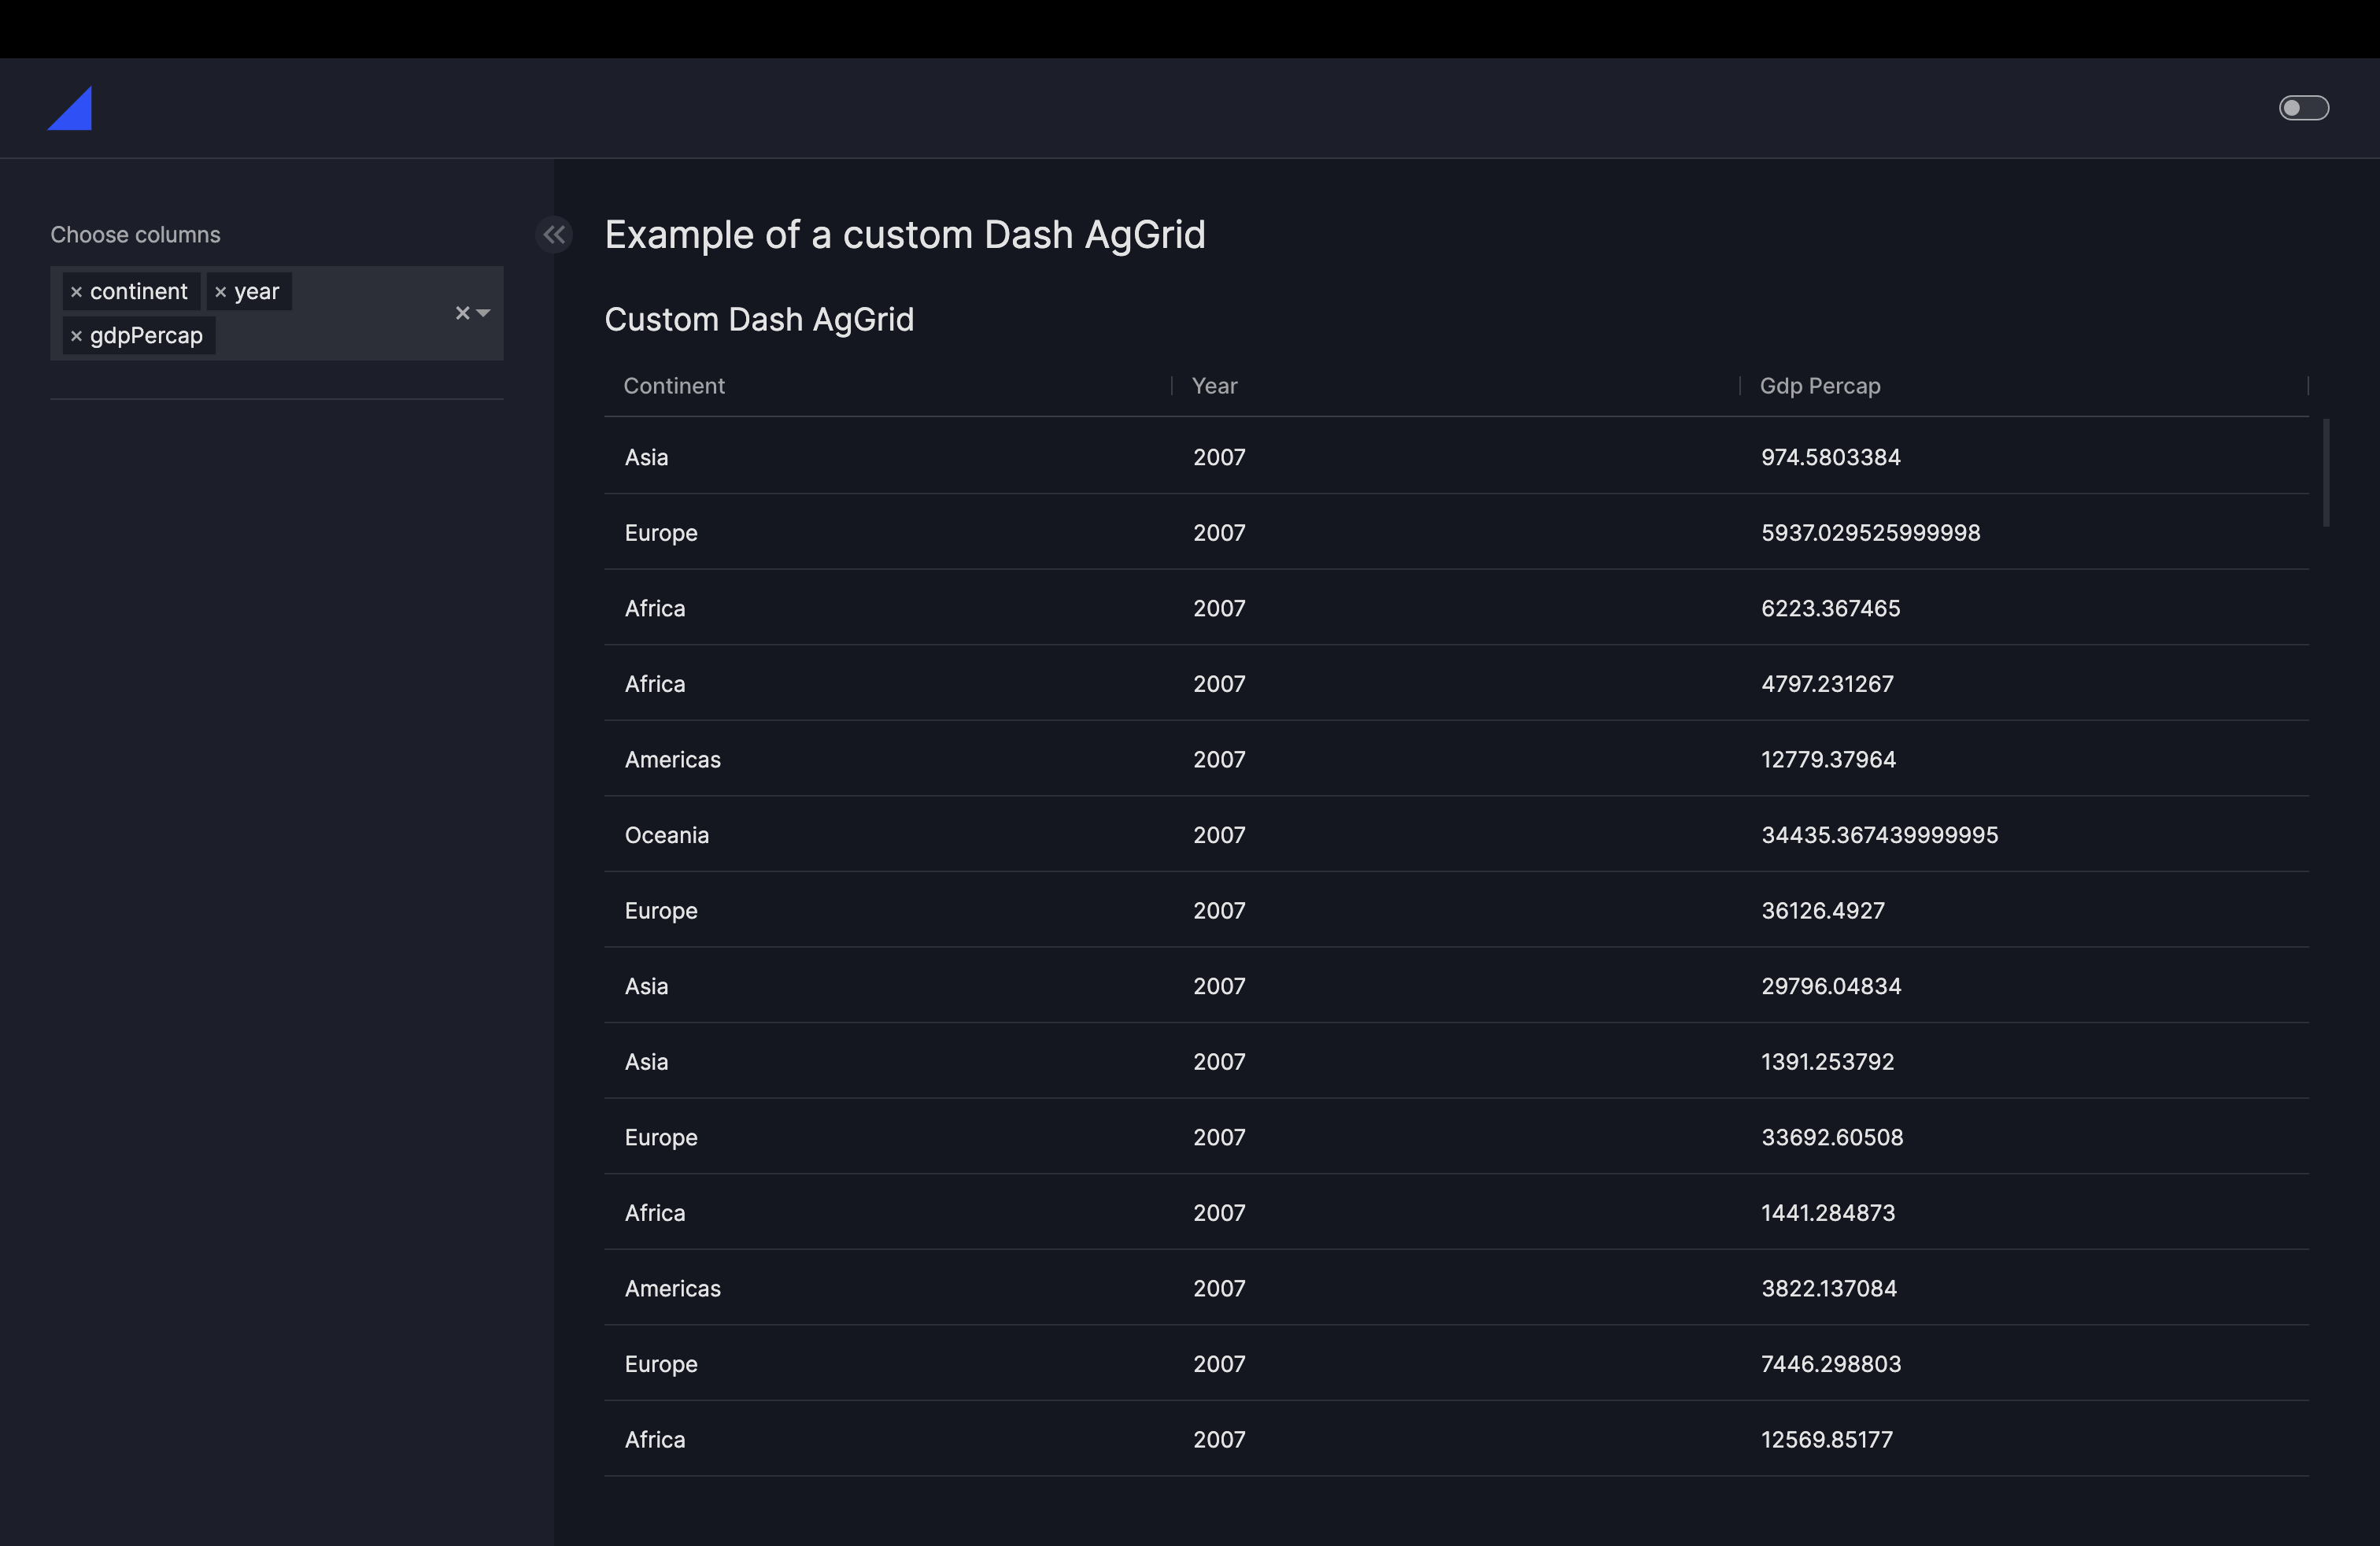 Choose columns
× continent × year
× gdpPercap
Example of a custom Dash AgGrid
Custom Dash AgGrid
Continent Year Gdp Percap
Asia 2007 974.5803384
Europe 2007 5937.029525999998
Africa 2007 6223.367465
Africa 2007 4797.231267
Americas 2007 12779.37964
Oceania 2007 34435.367439999995
Europe 2007 36126.4927
Asia 2007 29796.04834
Asia 2007 1391.253792
Europe 2007 33692.60508
Africa 2007 1441.284873
Americas 2007 3822.137084
Europe 2007 7446.298803
Africa 2007 12569.85177